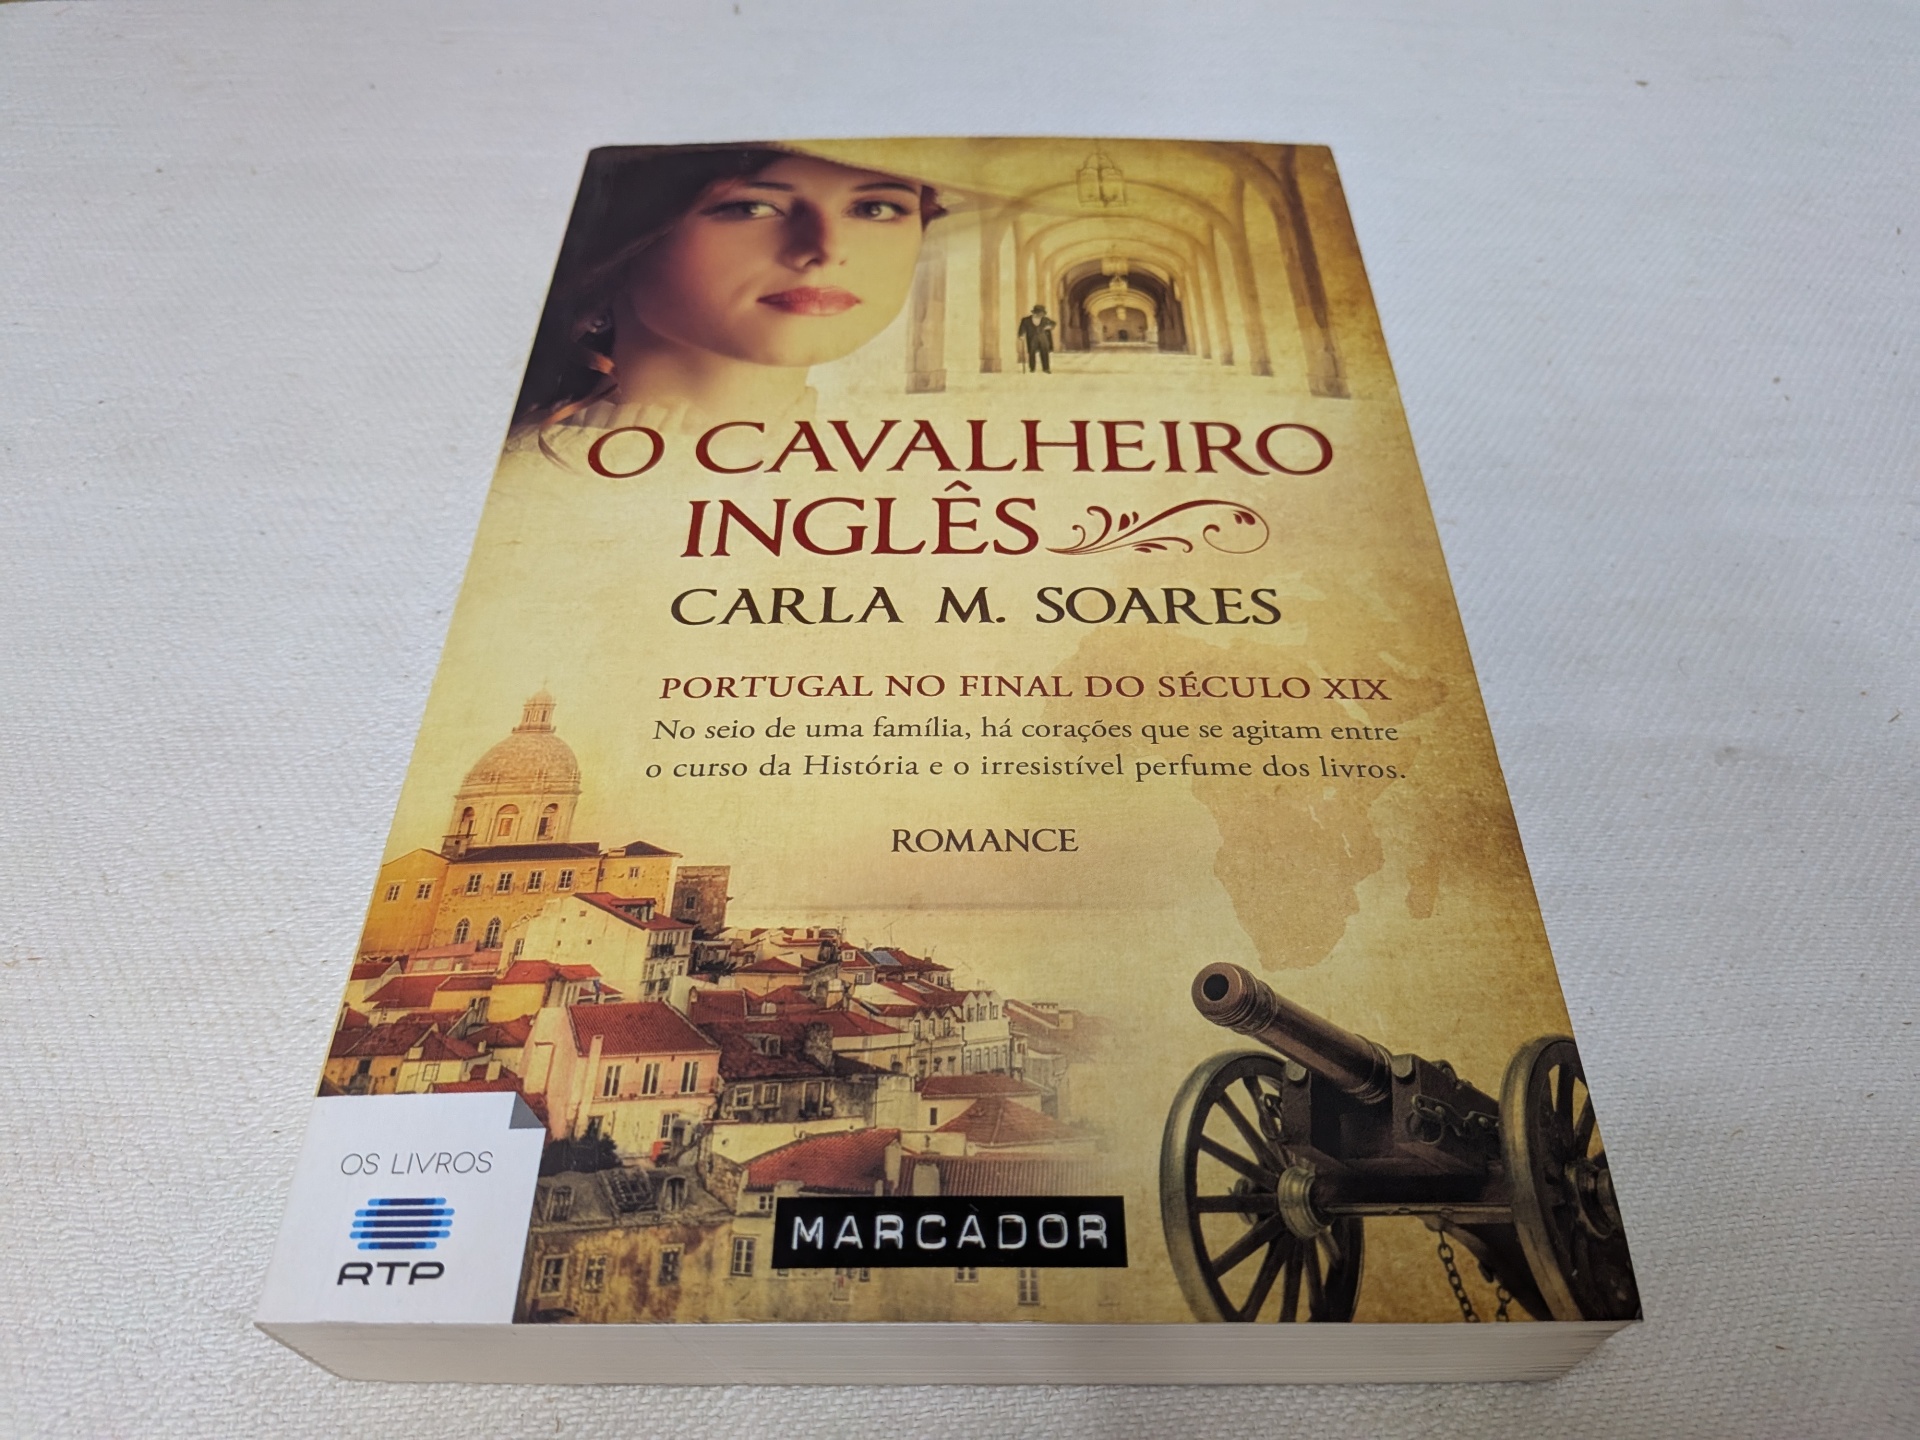 O CAVALHEIRO
INGLÊS
CARLA M. SOARES
PORTUGAL NO FINAL DO SÉCULO XIX
No seio de uma família, há corações que se agitam entre
o curso da História e o irresistível perfume dos livros.
ROMANCE
OS LIVROS
RTP
MARCADOR